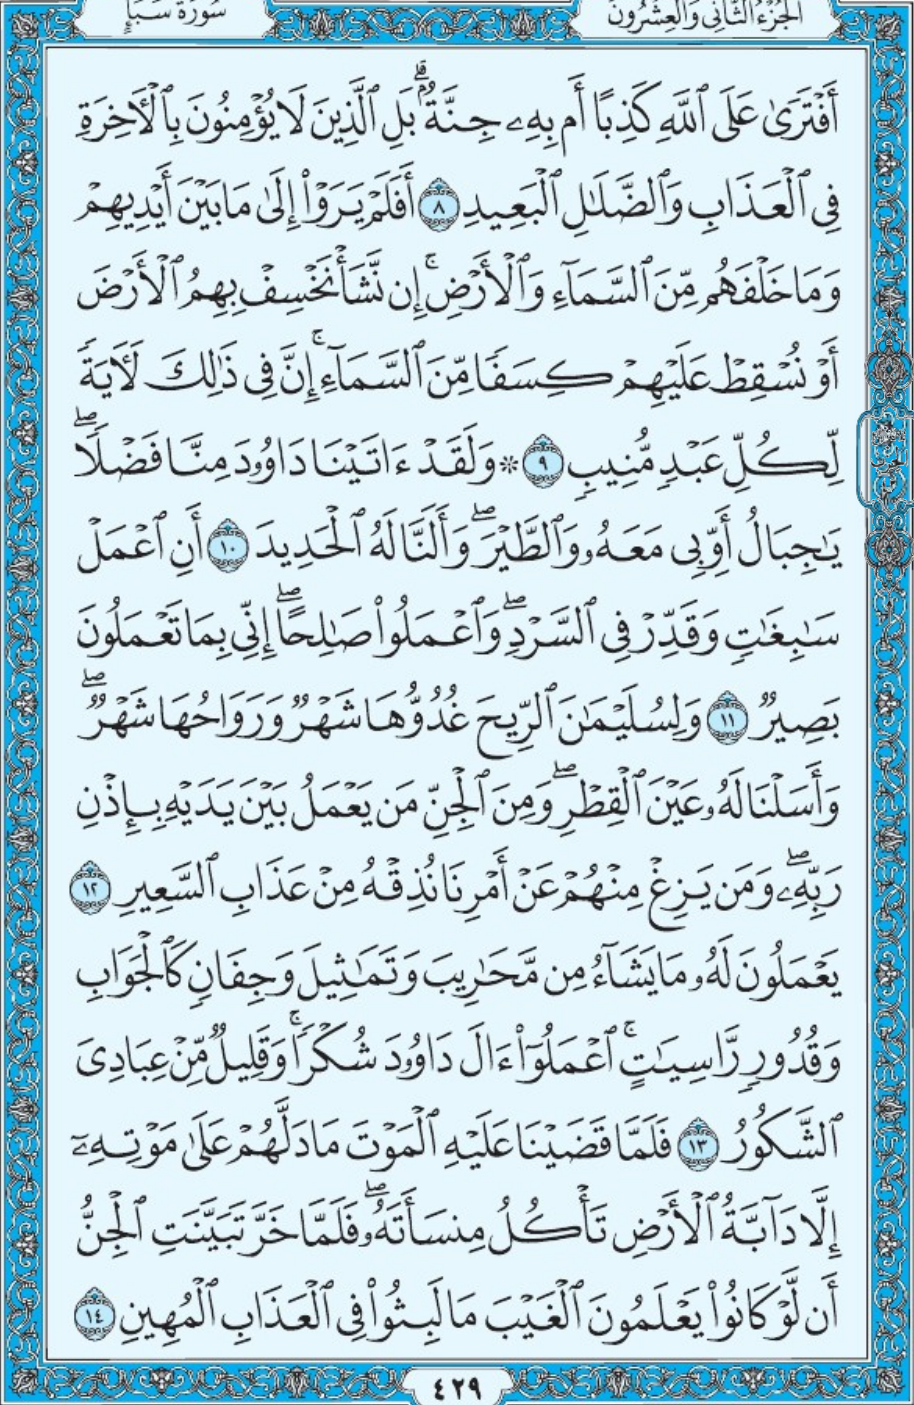 الجزء الثاني والعشرون
سورة سبإ
أَفْتَرَىٰ عَلَى ٱللَّهِ كَذِبًا أَم بِهِۦ جِنَّةٌۢ ۗ بَلِ ٱلَّذِينَ لَا يُؤْمِنُونَ بِٱلْأَخِرَةِ
فِى ٱلْعَذَابِ وَٱلضَّلَٰلِ ٱلْبَعِيدِ ٨ أَفَلَمْ يَرَوْا۟ إِلَىٰ مَا بَيْنَ أَيْدِيهِمْ
وَمَا خَلْفَهُم مِّنَ ٱلسَّمَآءِ وَٱلْأَرْضِ ۚ إِن نَّشَأْ نَخْسِفْ بِهِمُ ٱلْأَرْضَ
أَوْ نُسْقِطْ عَلَيْهِمْ كِسَفًا مِّنَ ٱلسَّمَآءِ ۚ إِنَّ فِى ذَٰلِكَ لَأَيَةً
لِّكُلِّ عَبْدٍ مُّنِيبٍ ٩ ۞ وَلَقَدْ ءَاتَيْنَا دَاوُۥدَ مِنَّا فَضْلًا ۖ
يَٰجِبَالُ أَوِّبِى مَعَهُۥ وَٱلطَّيْرَ ۖ وَأَلَنَّا لَهُ ٱلْحَدِيدَ ١٠ أَنِ ٱعْمَلْ
سَٰبِغَٰتٍ وَقَدِّرْ فِى ٱلسَّرْدِ ۖ وَٱعْمَلُوا۟ صَٰلِحًا ۖ إِنِّى بِمَا تَعْمَلُونَ
بَصِيرٌ ١١ وَلِسُلَيْمَٰنَ ٱلرِّيحَ غُدُوُّهَا شَهْرٌ وَرَوَاحُهَا شَهْرٌ ۖ
وَأَسَلْنَا لَهُۥ عَيْنَ ٱلْقِطْرِ ۖ وَمِنَ ٱلْجِنِّ مَن يَعْمَلُ بَيْنَ يَدَيْهِ بِإِذْنِ
رَبِّهِۦ ۖ وَمَن يَزِغْ مِنْهُمْ عَنْ أَمْرِنَا نُذِقْهُ مِنْ عَذَابِ ٱلسَّعِيرِ ١٢
يَعْمَلُونَ لَهُۥ مَا يَشَآءُ مِن مَّحَٰرِيبَ وَتَمَٰثِيلَ وَجِفَانٍ كَٱلْجَوَابِ
وَقُدُورٍ رَّاسِيَٰتٍ ۚ ٱعْمَلُوٓا۟ ءَالَ دَاوُۥدَ شُكْرًا ۚ وَقَلِيلٌ مِّنْ عِبَادِىَ
ٱلشَّكُورُ ١٣ فَلَمَّا قَضَيْنَا عَلَيْهِ ٱلْمَوْتَ مَا دَلَّهُمْ عَلَىٰ مَوْتِهِۦٓ
إِلَّا دَآبَّةُ ٱلْأَرْضِ تَأْكُلُ مِنسَأَتَهُۥ ۖ فَلَمَّا خَرَّ تَبَيَّنَتِ ٱلْجِنُّ
أَن لَّوْ كَانُوا۟ يَعْلَمُونَ ٱلْغَيْبَ مَا لَبِثُوا۟ فِى ٱلْعَذَابِ ٱلْمُهِينِ ١٤
٤٢٩